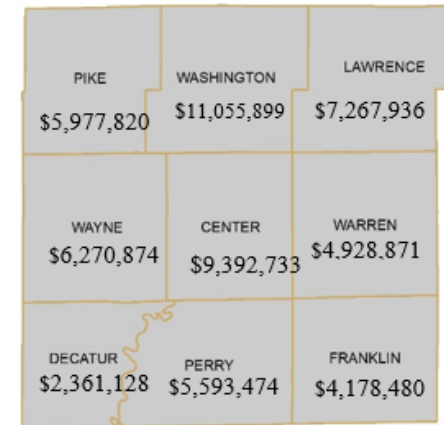 PIKE
$5,977,820
WASHINGTON
$11,055,899
LAWRENCE
$7,267,936
WAYNE
$6,270,874
CENTER
$9,392,733
WARREN
$4,928,871
DECATUR
$2,361,128
PERRY
$5,593,474
FRANKLIN
$4,178,480